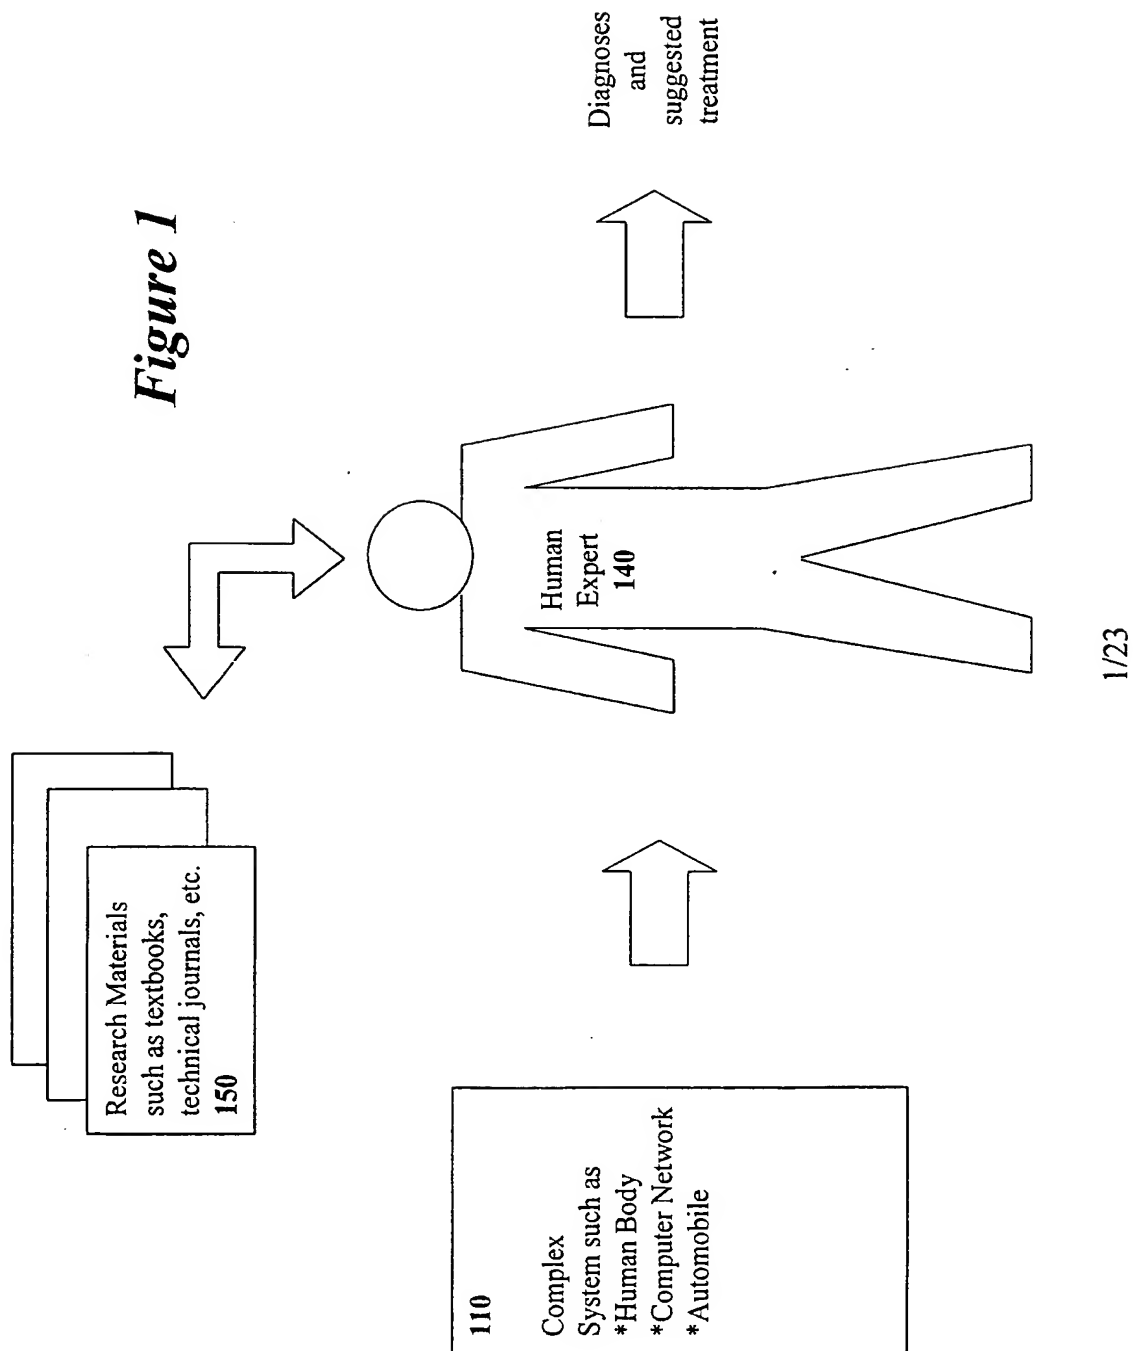 Figure 1
Research Materials
such as textbooks,
technical journals, etc.
150
110
Complex
System such as
*Human Body
*Computer Network
*Automobile
Human
Expert
140
Diagnoses
and
suggested
treatment
1/23